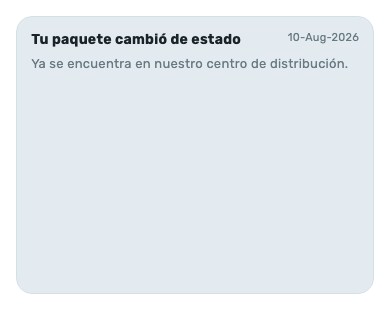 Tu paquete cambió de estado 10-Aug-2026
Ya se encuentra en nuestro centro de distribución.